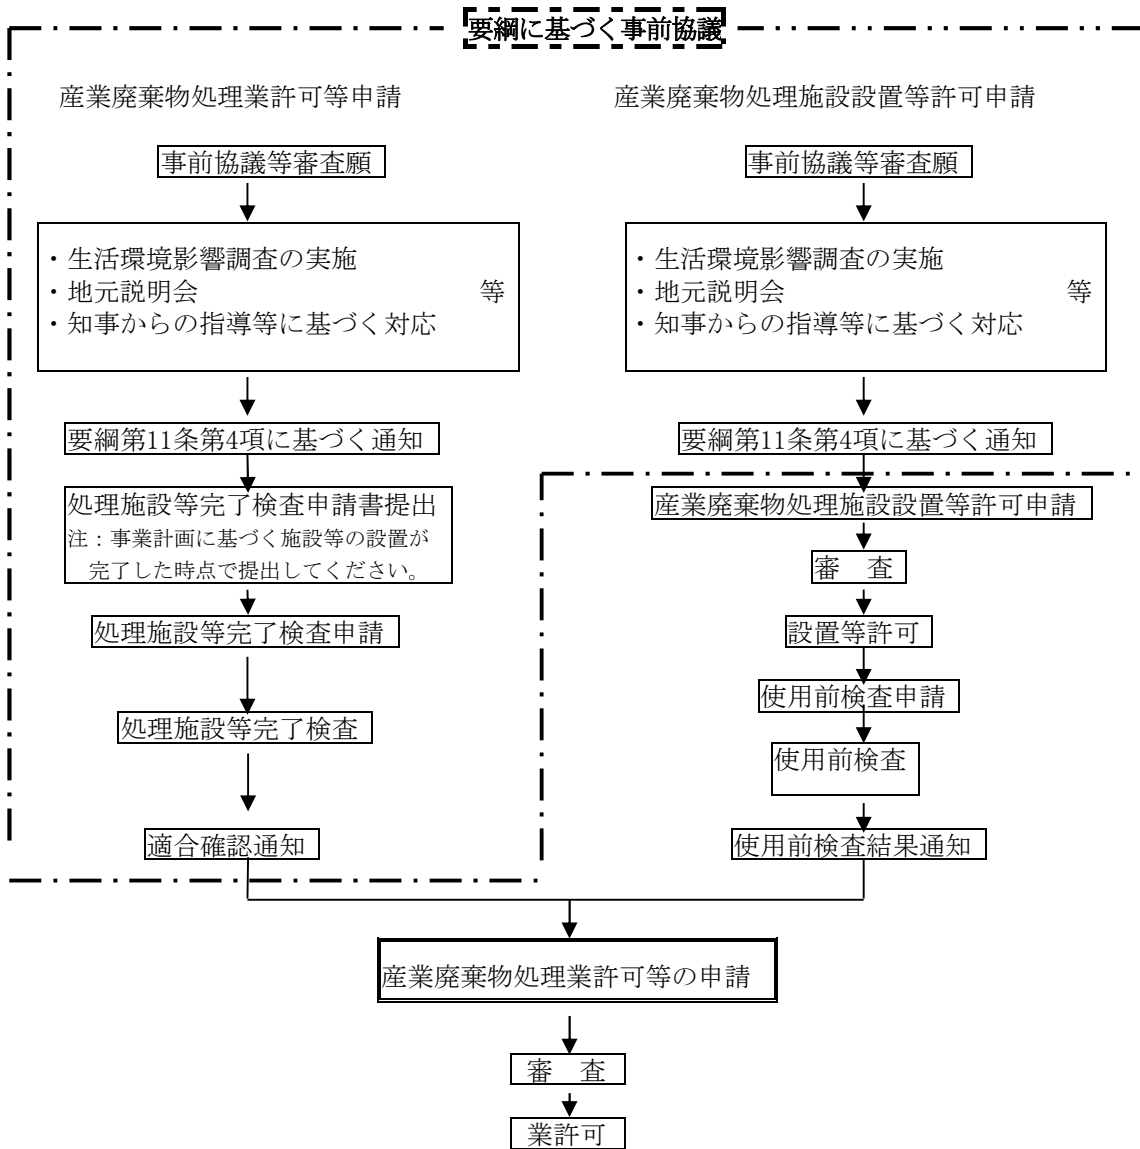 要綱に基づく事前協議
産業廃棄物処理業許可等申請
事前協議等審査願
・生活環境影響調査の実施
・地元説明会 等
・知事からの指導等に基づく対応
要綱第11条第4項に基づく通知
処理施設等完了検査申請書提出
注：事業計画に基づく施設等の設置が
完了した時点で提出してください。
処理施設等完了検査申請
処理施設等完了検査
適合確認通知
産業廃棄物処理施設設置等許可申請
事前協議等審査願
・生活環境影響調査の実施
・地元説明会 等
・知事からの指導等に基づく対応
要綱第11条第4項に基づく通知
産業廃棄物処理施設設置等許可申請
審　査
設置等許可
使用前検査申請
使用前検査
使用前検査結果通知
産業廃棄物処理業許可等の申請
審　査
業許可